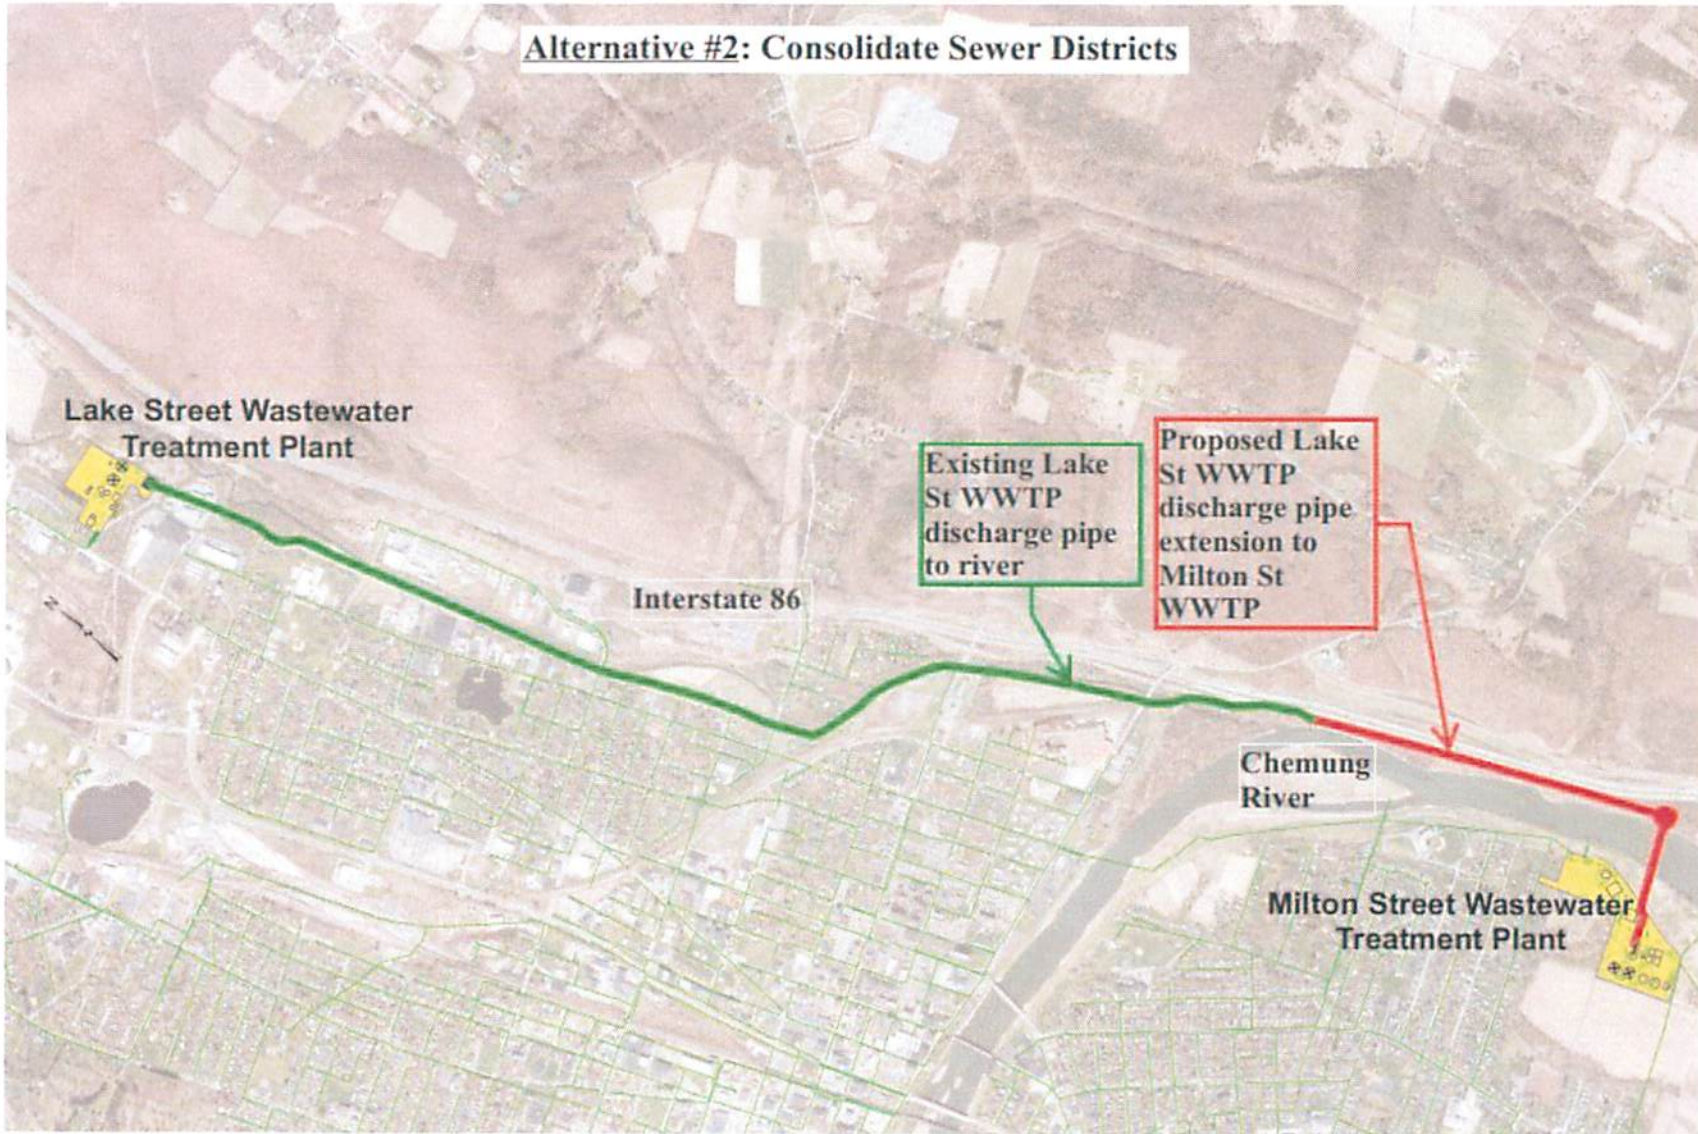 Alternative #2: Consolidate Sewer Districts
Lake Street Wastewater
Treatment Plant
Existing Lake
St WWTP
discharge pipe
to river
Proposed Lake
St WWTP
discharge pipe
extension to
Milton St
WWTP
Interstate 86
N
Chemung
River
Milton Street Wastewater
Treatment Plant